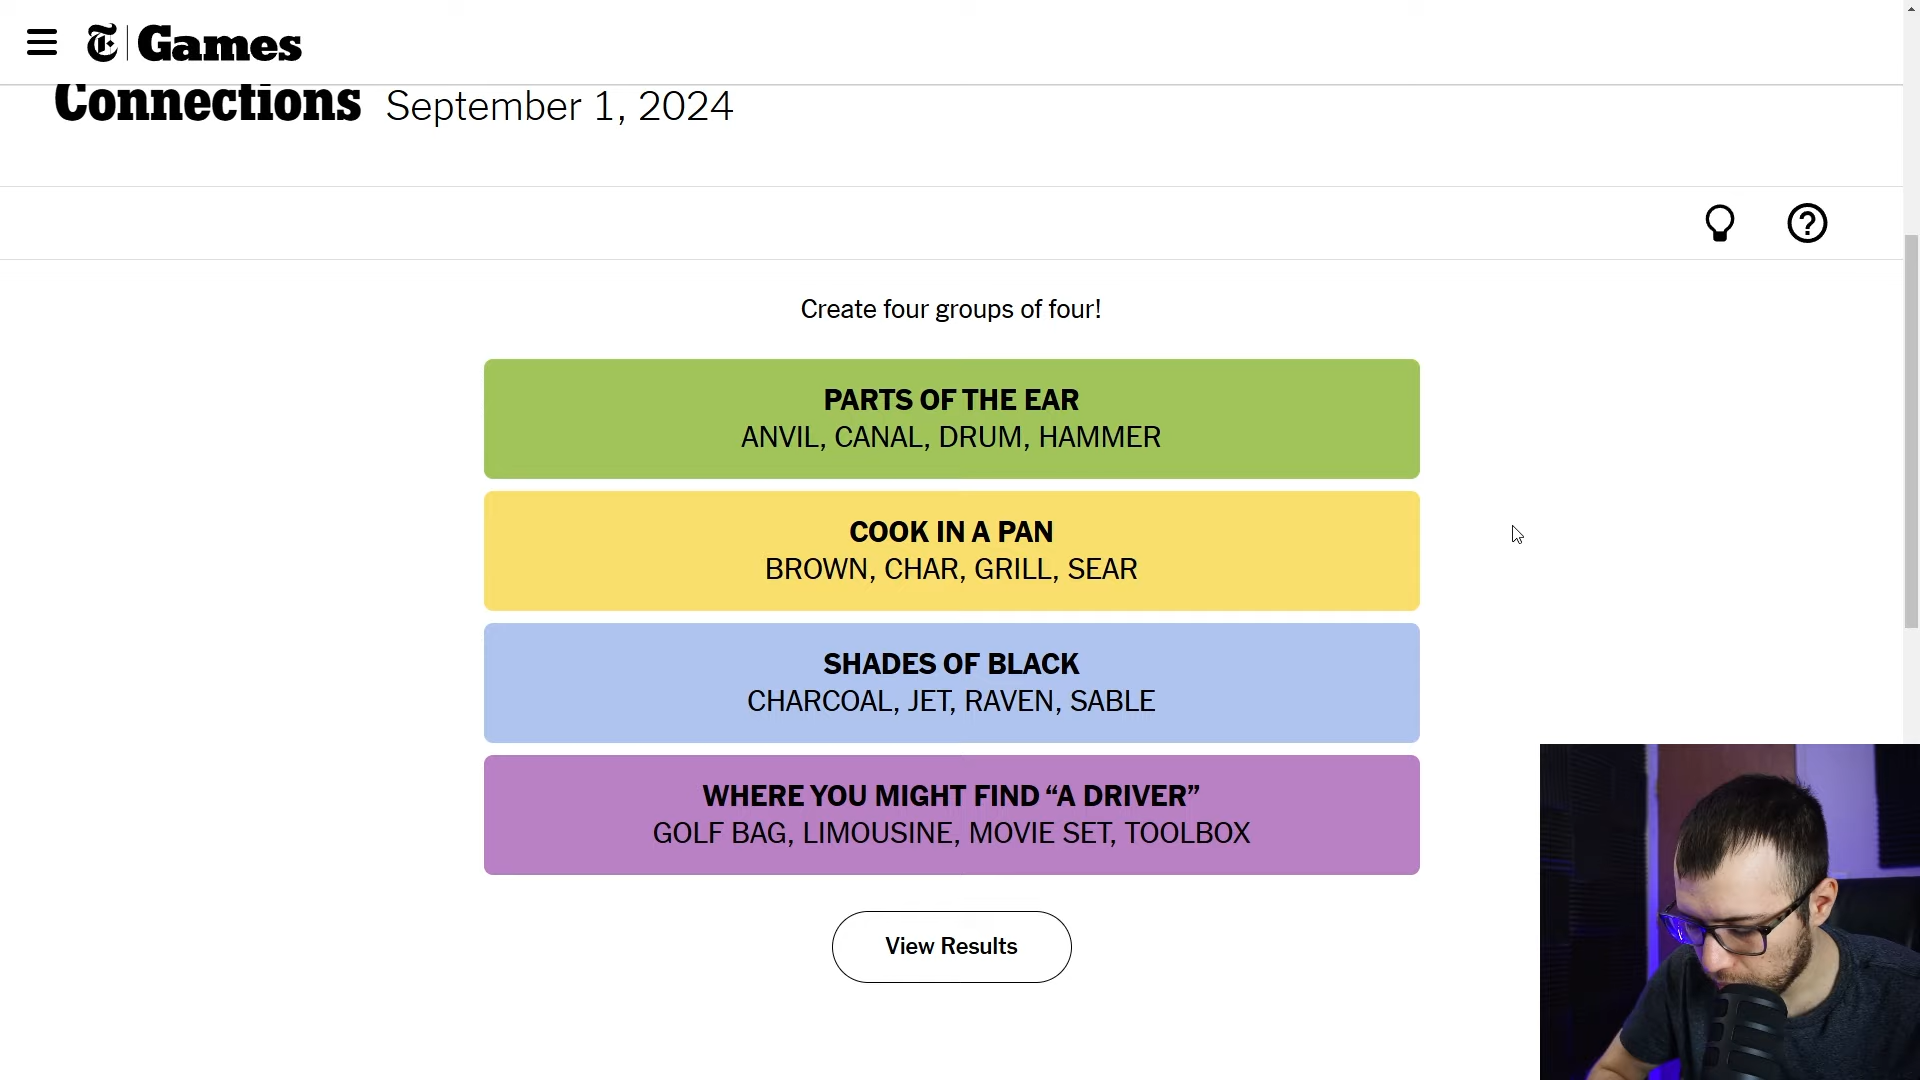 T Games
Connections September 1, 2024
Create four groups of four!
PARTS OF THE EAR
ANVIL, CANAL, DRUM, HAMMER
COOK IN A PAN
BROWN, CHAR, GRILL, SEAR
SHADES OF BLACK
CHARCOAL, JET, RAVEN, SABLE
WHERE YOU MIGHT FIND “A DRIVER”
GOLF BAG, LIMOUSINE, MOVIE SET, TOOLBOX
View Results